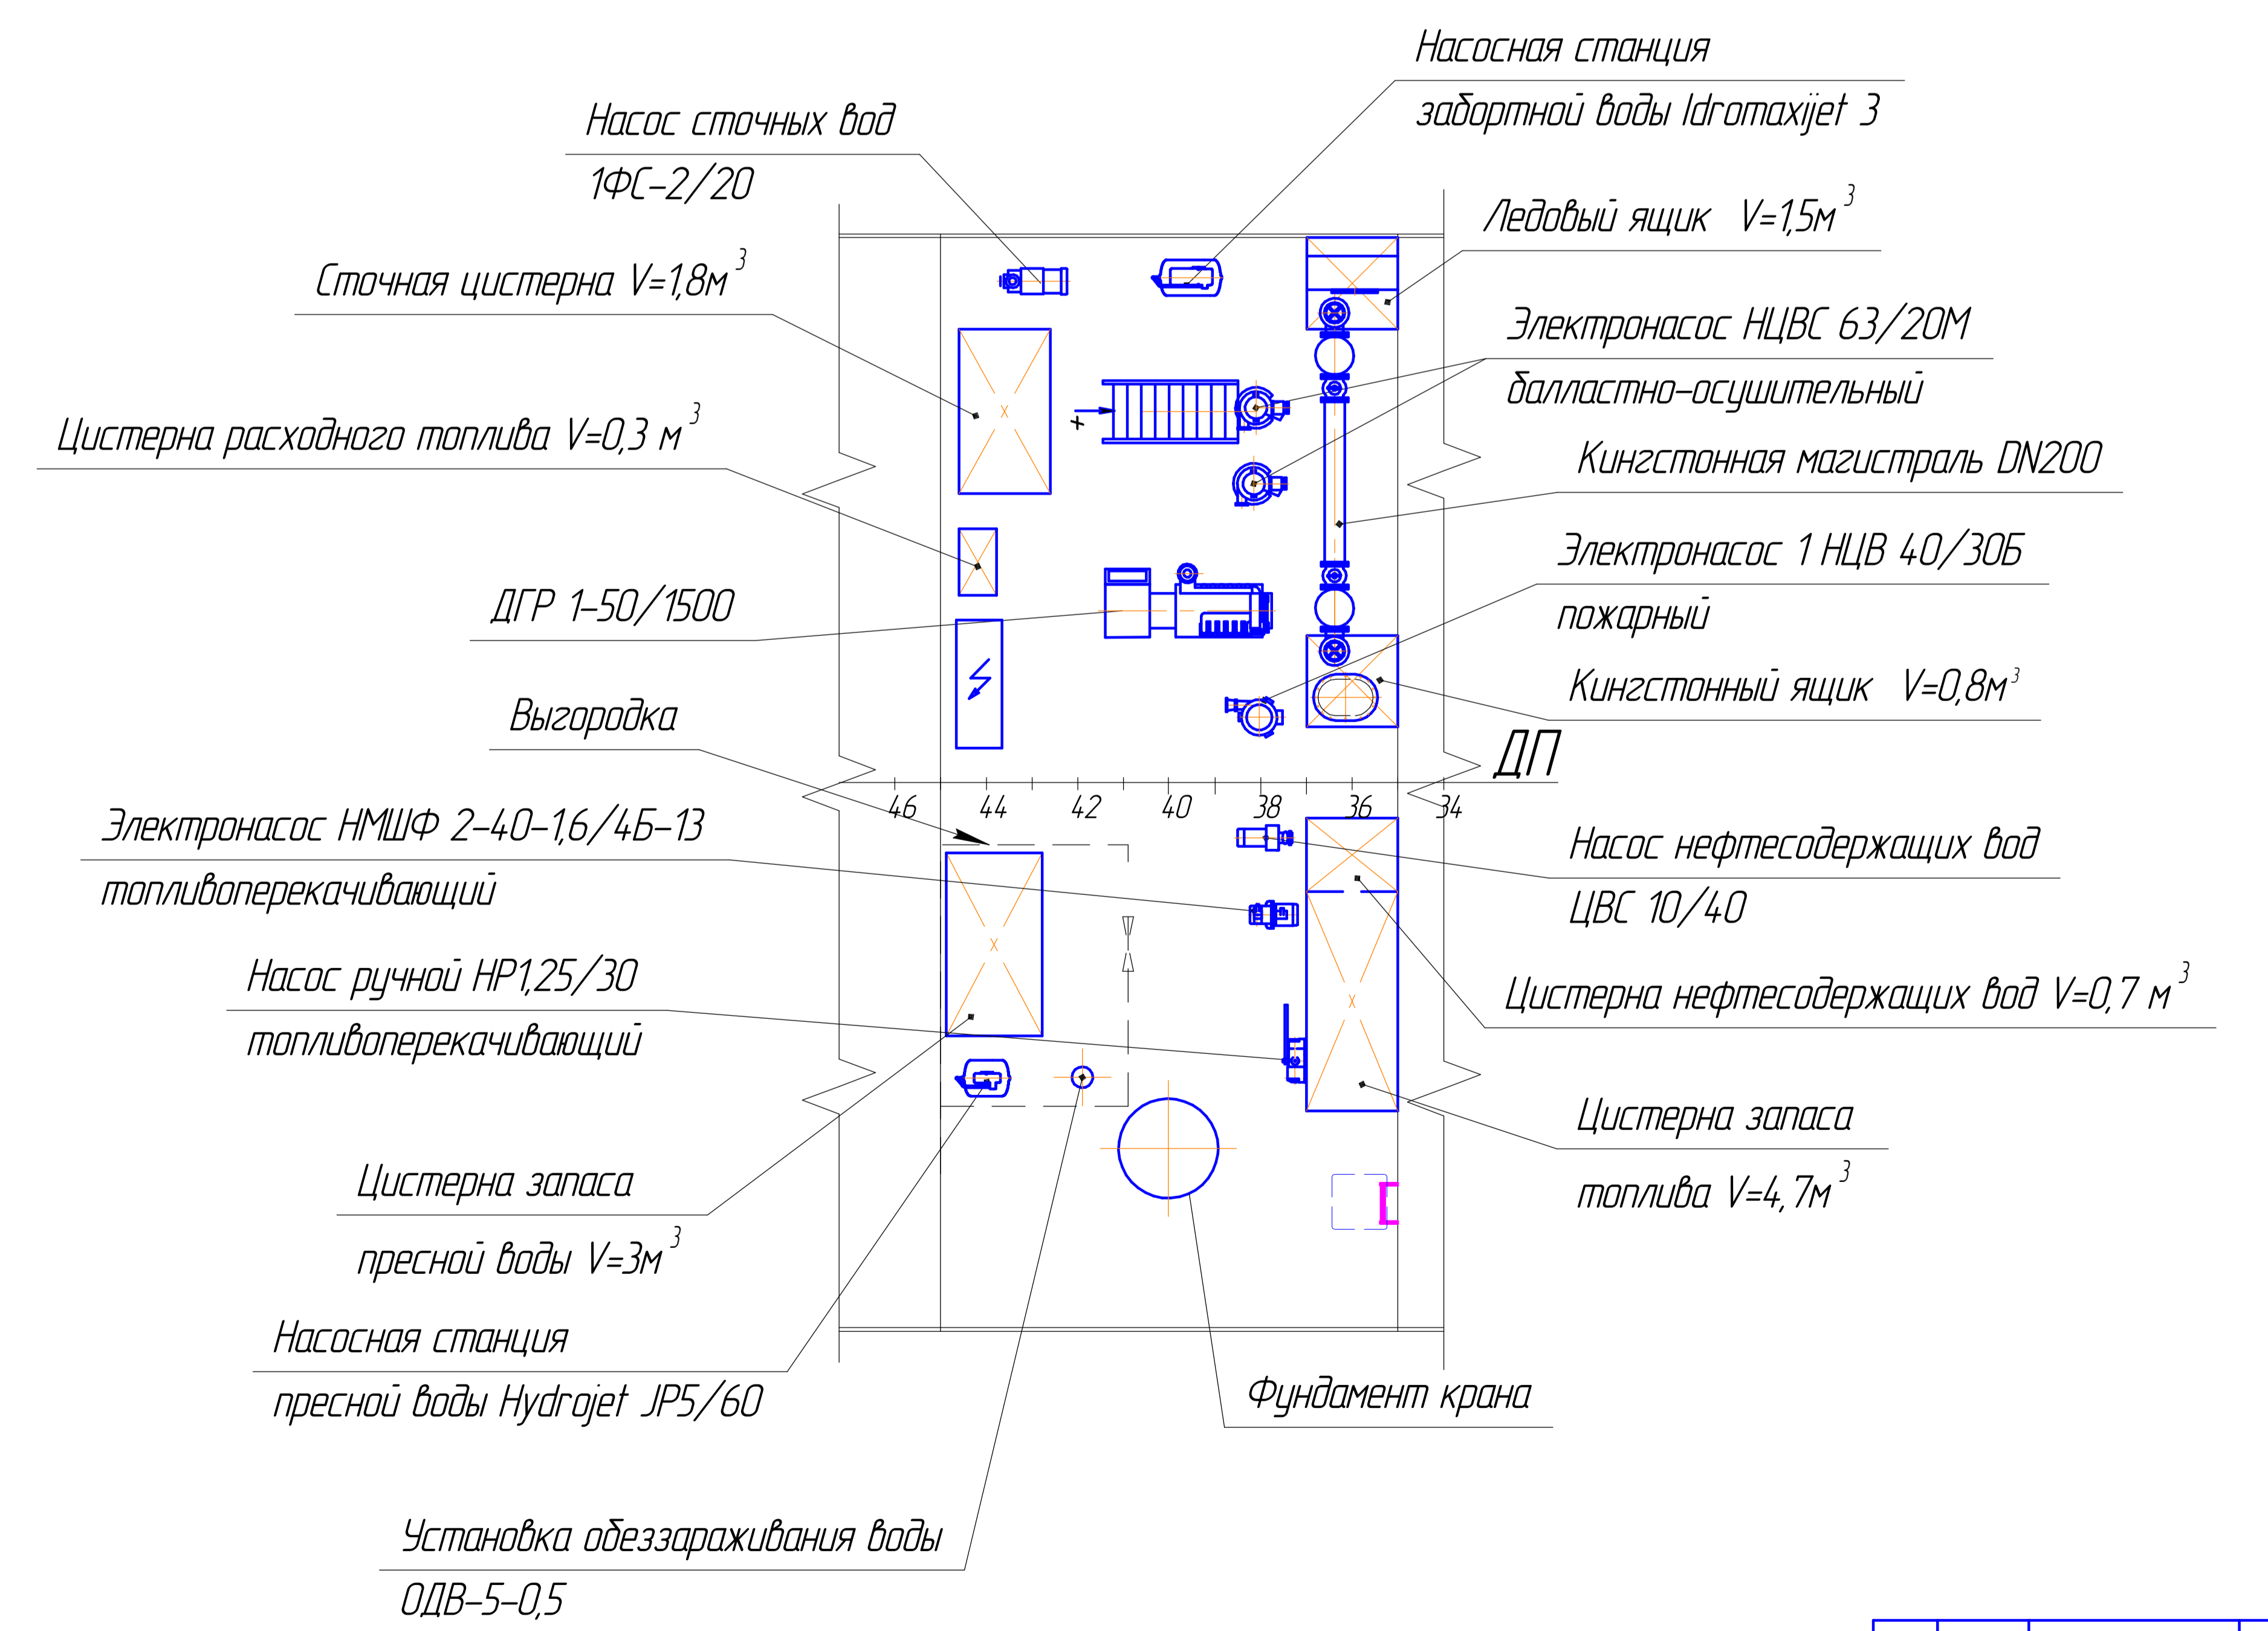 Насосная станция
забортной воды Idromaxijet 3
Насос сточных вод
1ФС-2/20
Ледовый ящик V=1,5м³
Сточная цистерна V=1,8м³
Электронасос НЦВС 63/20М
балластно-осушительный
Цистерна расходного топлива V=0,3 м³
Кингстонная магистраль DN200
ДГР 1-50/1500
Электронасос 1 НЦВ 40/30Б
пожарный
Кингстонный ящик V=0,8м³
Выгородка
ДП
46 44 42 40 38 36 34
Электронасос НМШФ 2-40-1,6/4Б-13
топливоперекачивающий
Насос нефтесодержащих вод
ЦВС 10/40
Насос ручной НР1,25/30
топливоперекачивающий
Цистерна нефтесодержащих вод V=0,7 м³
Цистерна запаса
топлива V=4,7м³
Цистерна запаса
пресной воды V=3м³
Насосная станция
пресной воды Hydrojet JP5/60
Фундамент крана
Установка обеззараживания воды
ОДВ-5-0,5